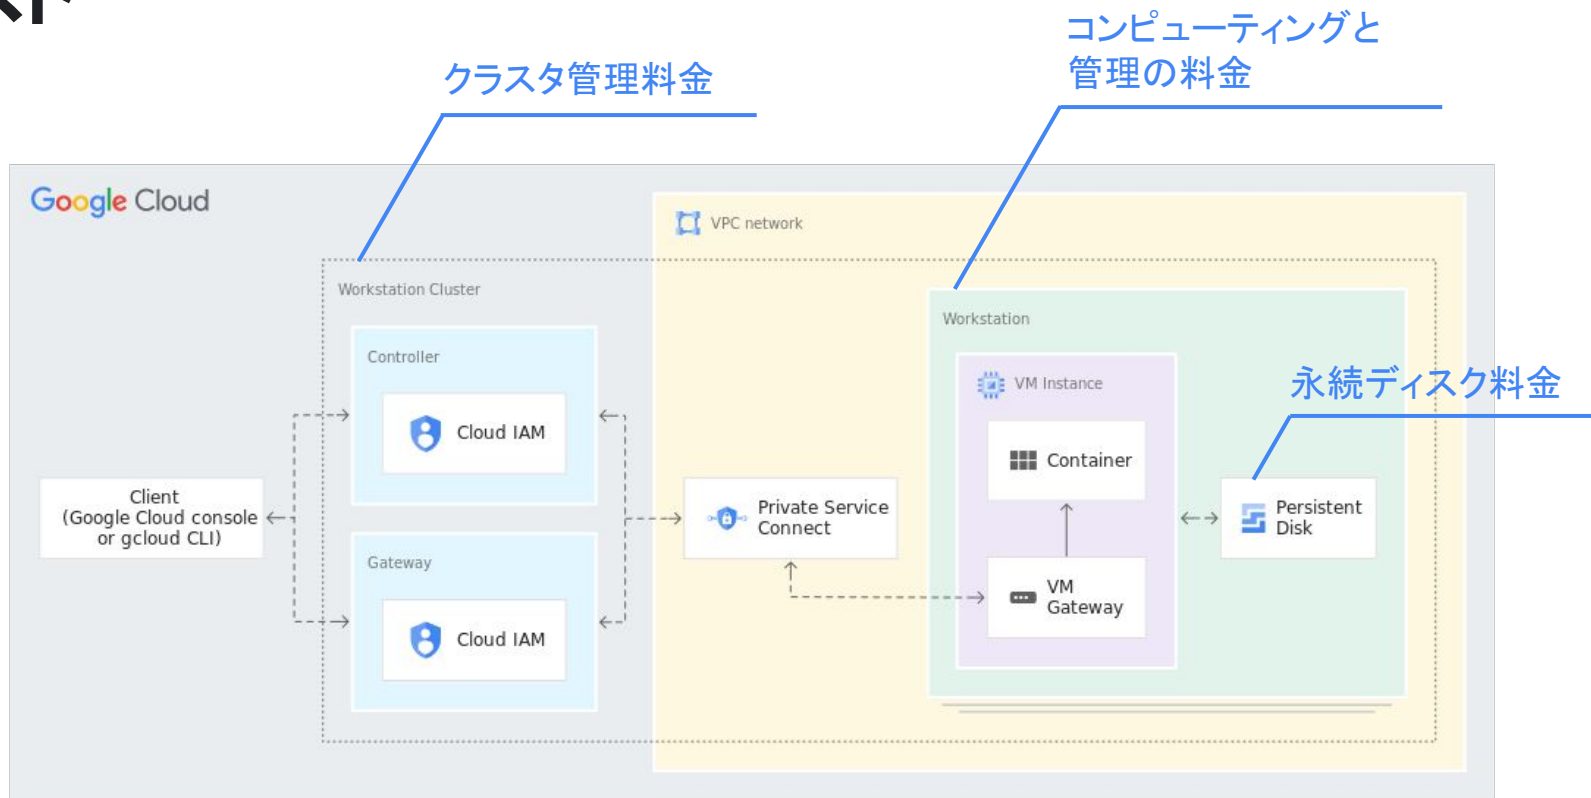 スト
コンピューティングと
管理の料金
クラスタ管理料金
Google Cloud
VPC network
Workstation Cluster
Workstation
Controller
VM Instance
永続ディスク料金
Cloud IAM
Container
Client
(Google Cloud console
or gcloud CLI)
Private Service
Connect
Persistent
Disk
Gateway
VM
Gateway
Cloud IAM